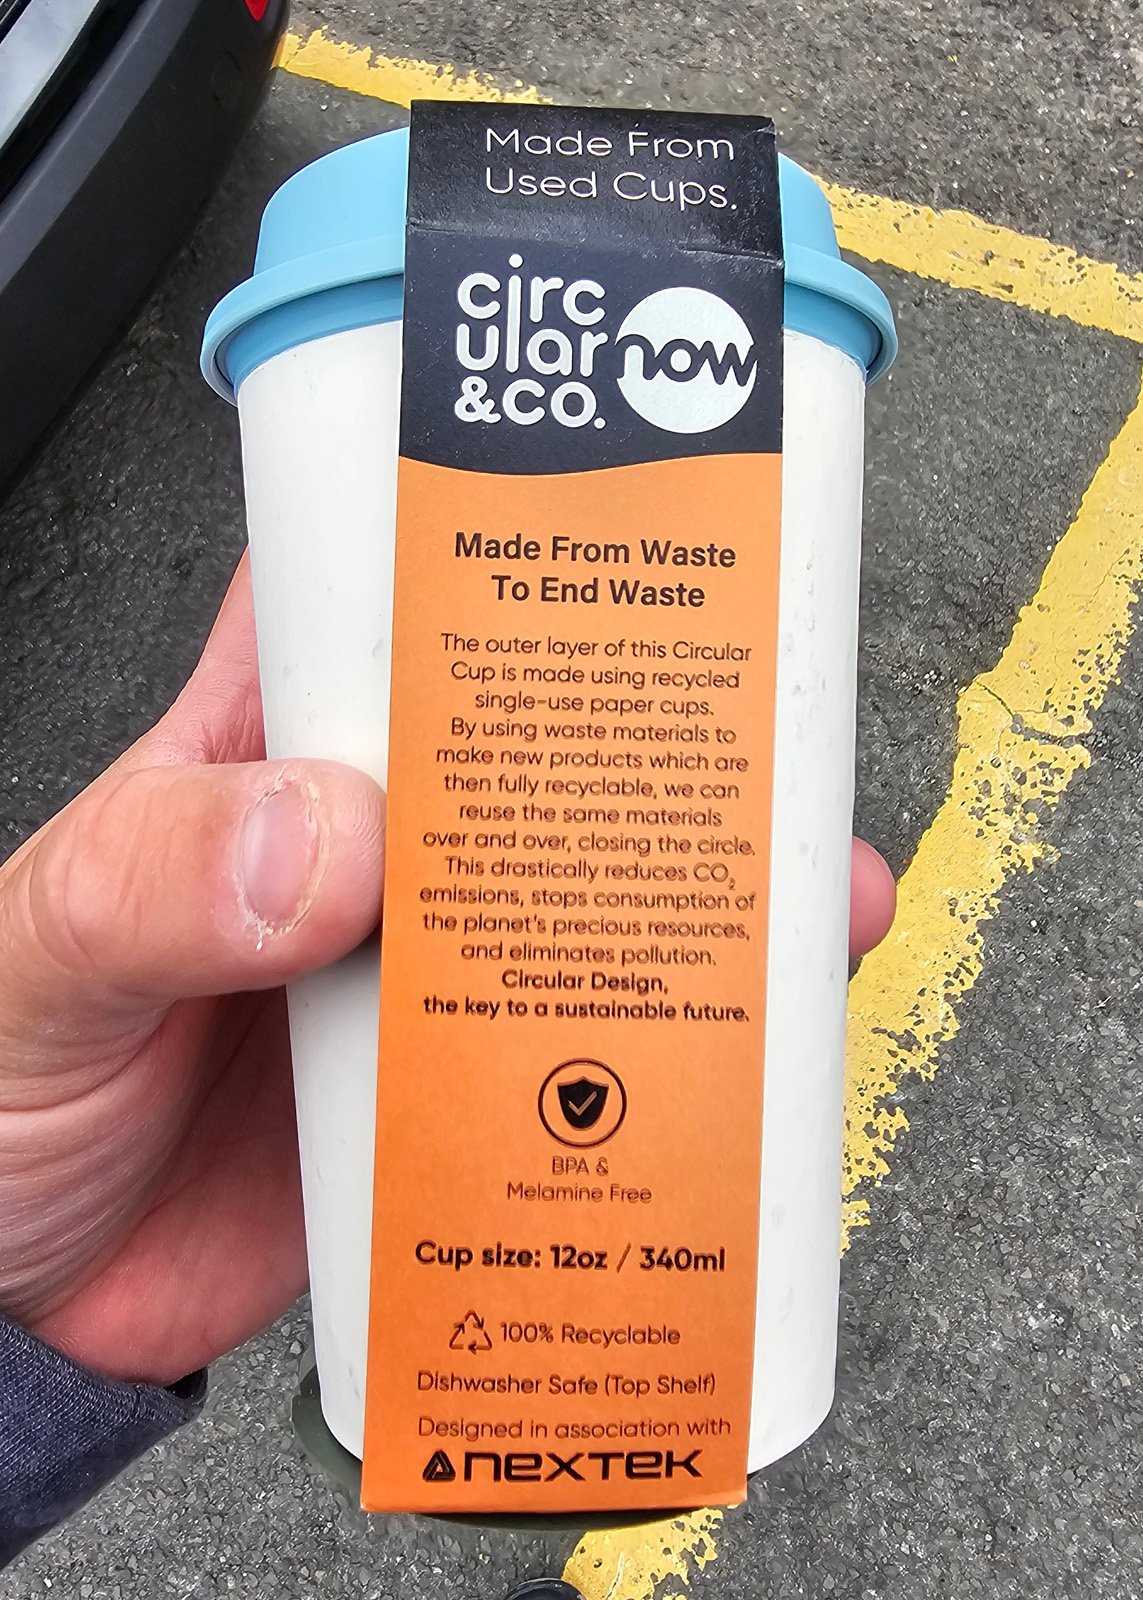 Made From
Used Cups.
circ
ular
&CO.
now
Made From Waste
To End Waste
The outer layer of this Circular
Cup is made using recycled
single-use paper cups.
By using waste materials to
make new products which are
then fully recyclable, we can
reuse the same materials
over and over, closing the circle.
This drastically reduces CO₂
emissions, stops consumption of
the planet's precious resources,
and eliminates pollution.
Circular Design,
the key to a sustainable future.
BPA &
Melamine Free
Cup size: 12oz / 340ml
100% Recyclable
Dishwasher Safe (Top Shelf)
Designed in association with
NEXTEK